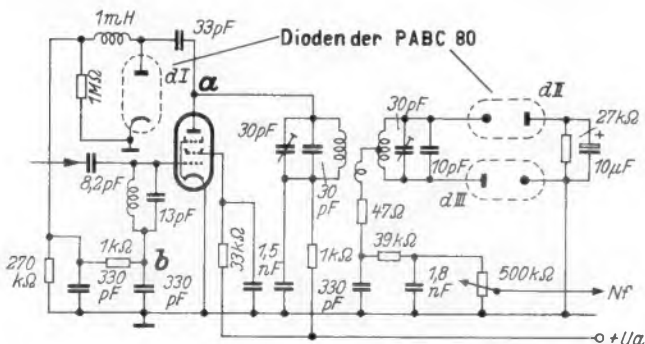 1mH
33pF
Dioden der PABC 80
dI
a
dII
1MΩ
30pF
30pF
27kΩ
+
8,2pF
13pF
30
pF
10pF
10µF
dIII
47Ω
1kΩ
b
33kΩ
1,5
nF
1kΩ
39kΩ
270
kΩ
330
pF
330
pF
330
pF
1,8
nF
500kΩ
Nf
+Ua